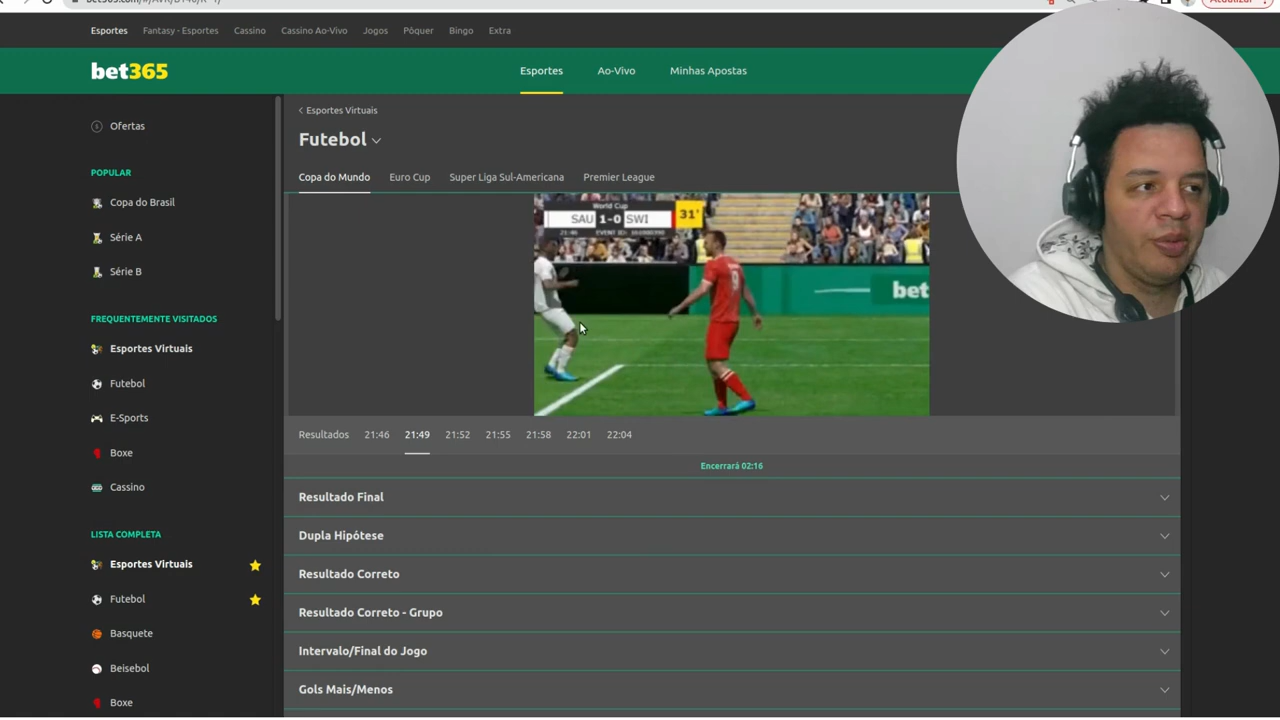 Esportes Fantasy - Esportes Cassino Cassino Ao-Vivo Jogos Pôquer Bingo Extra
bet365
Esportes Ao-Vivo Minhas Apostas
Ofertas
POPULAR
Copa do Brasil
Série A
Série B
FREQUENTEMENTE VISITADOS
Esportes Virtuais
Futebol
E-Sports
Boxe
Cassino
LISTA COMPLETA
Esportes Virtuais
Futebol
Basquete
Beisebol
Boxe
Esportes Virtuais
Futebol
Copa do Mundo Euro Cup Super Liga Sul-Americana Premier League
World Cup
SAU 1-0 SWI 31'
21:46
bet
Resultados 21:46 21:49 21:52 21:55 21:58 22:01 22:04
Encerrará 02:16
Resultado Final
Dupla Hipótese
Resultado Correto
Resultado Correto - Grupo
Intervalo/Final do Jogo
Gols Mais/Menos